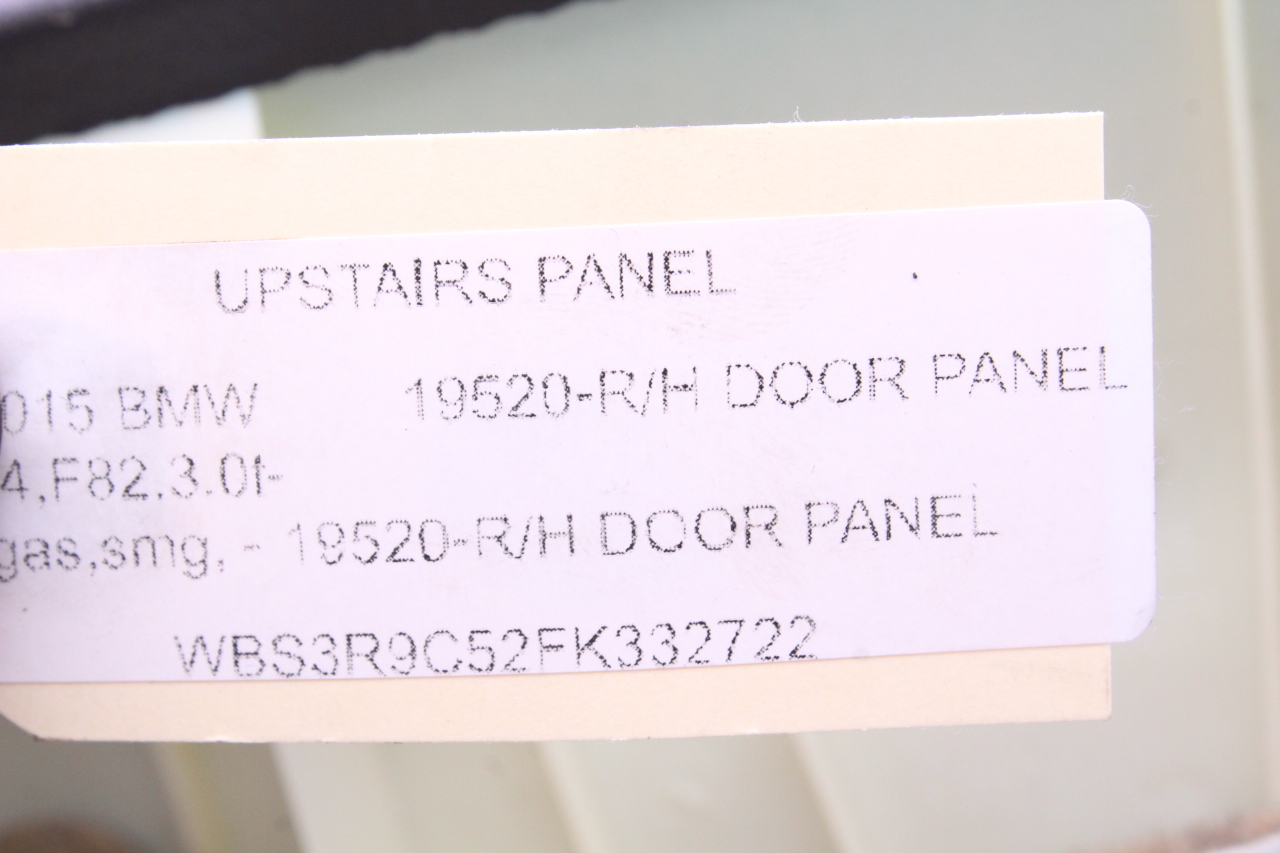 UPSTAIRS PANEL
015 BMW 19520-R/H DOOR PANEL
4,F82,3.0l-
gas,smg, - 19520-R/H DOOR PANEL
WBS3R9C52FK332722